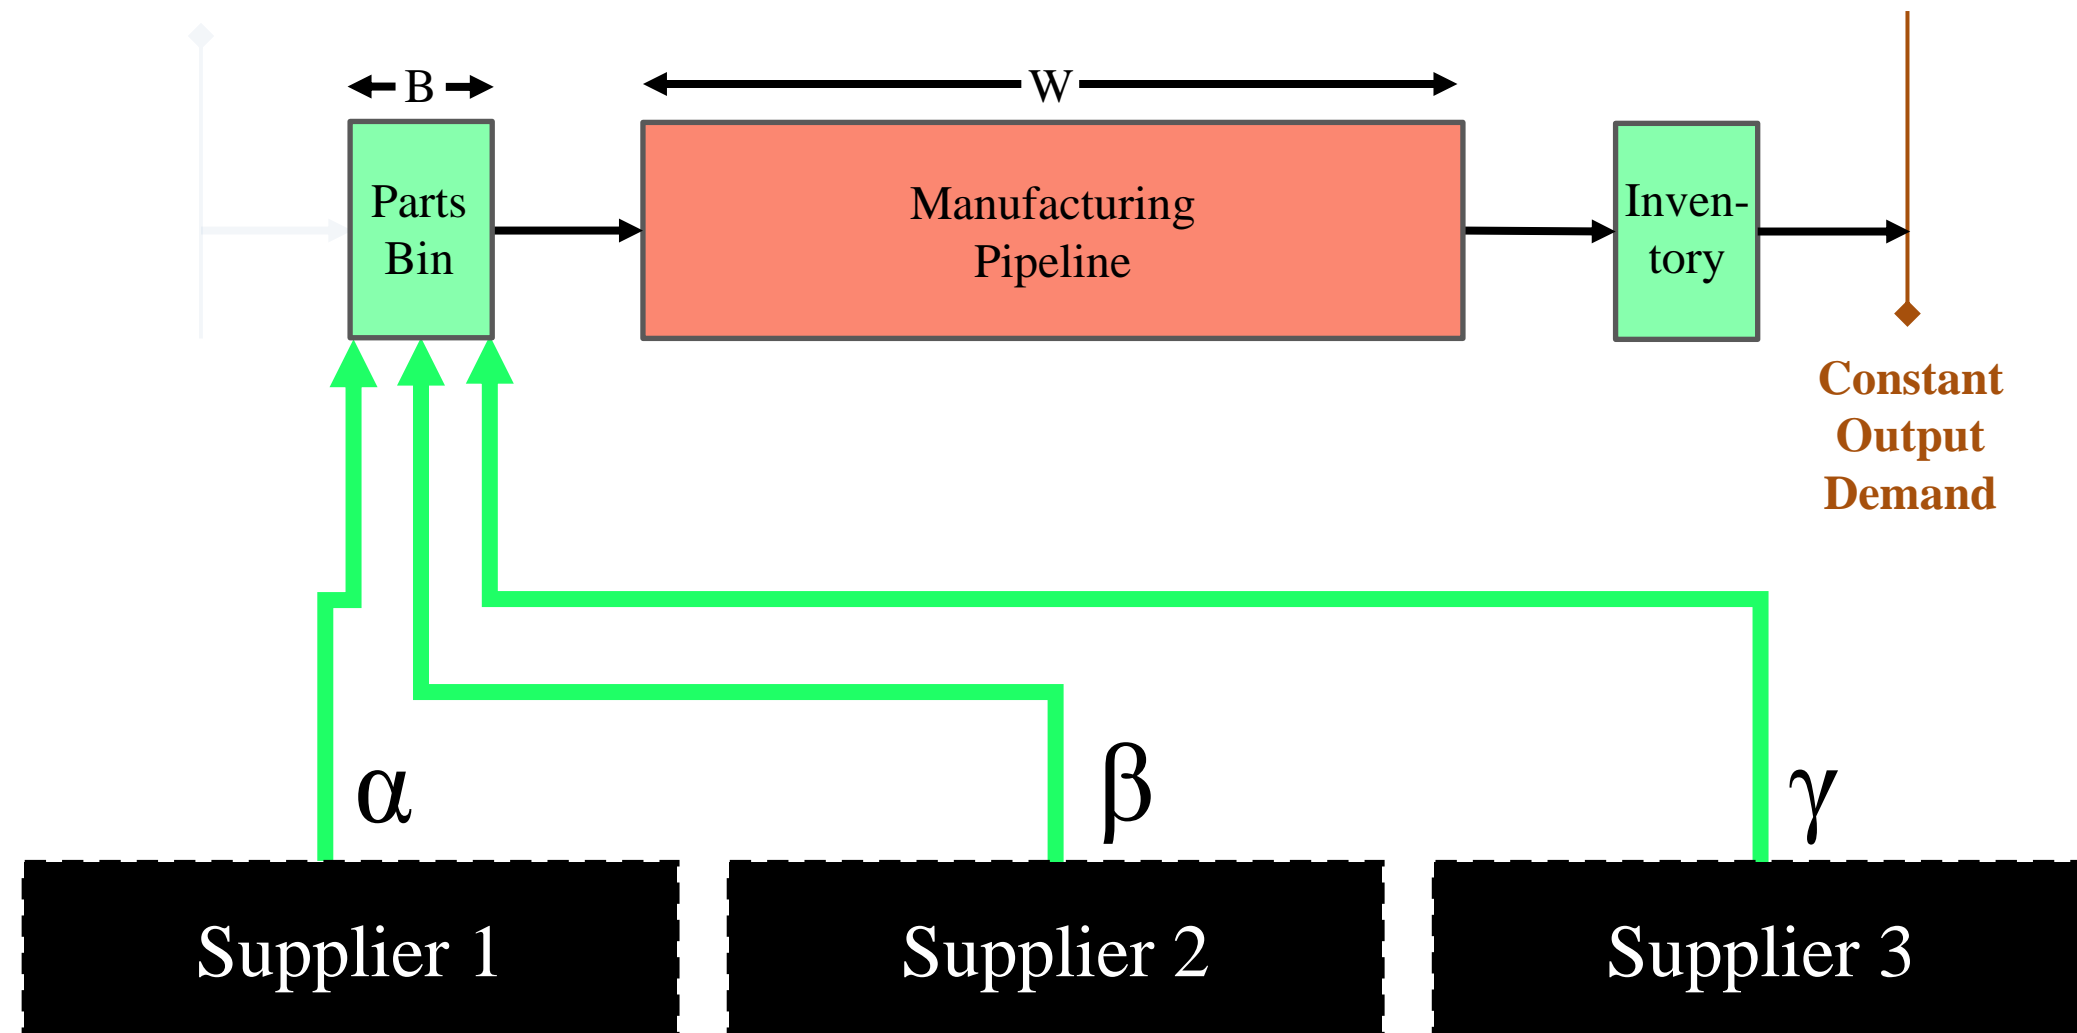 B
W
Parts
Bin
Manufacturing
Pipeline
Inven-
tory
Constant
Output
Demand
α
β
γ
Supplier 1
Supplier 2
Supplier 3